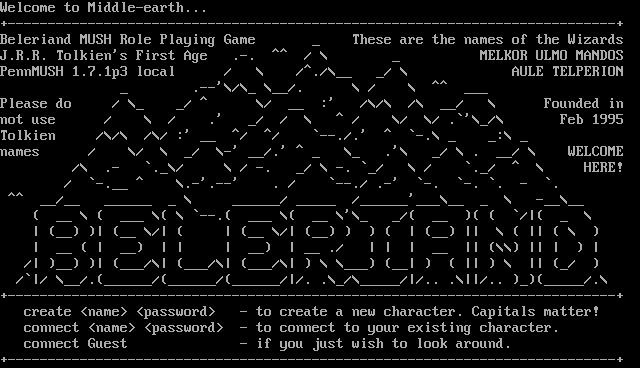 Welcome to Middle-earth...
Beleriand MUSH Role Playing Game
These are the names of the Wizards
J.R.R. Tolkien's First Age
MELKOR ULMO MANDOS
PennMUSH 1.7.1p3 local
AULE TELPERION
Please do
Founded in
not use
Feb 1995
Tolkien
names
WELCOME
HERE!
BELERIAND
create <name> <password> - to create a new character. Capitals matter!
connect <name> <password> - to connect to your existing character.
connect Guest - if you just wish to look around.